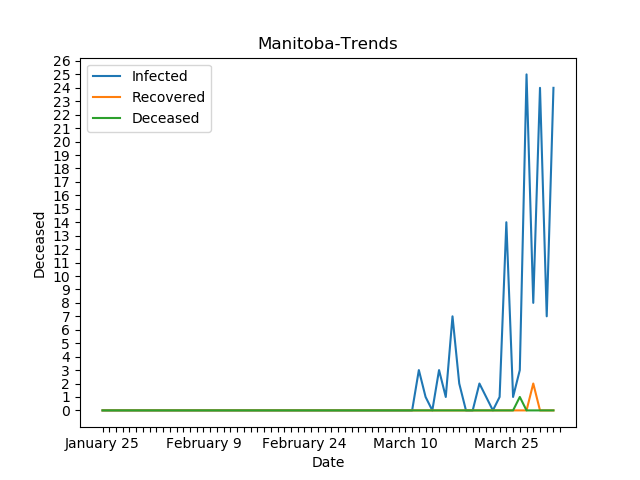 Manitoba-Trends
Infected
Recovered
Deceased
26
25
24
23
22
21
20
19
18
17
16
15
14
13
12
11
10
9
8
7
6
5
4
3
2
1
0
Deceased
January 25
February 9
February 24
March 10
March 25
Date